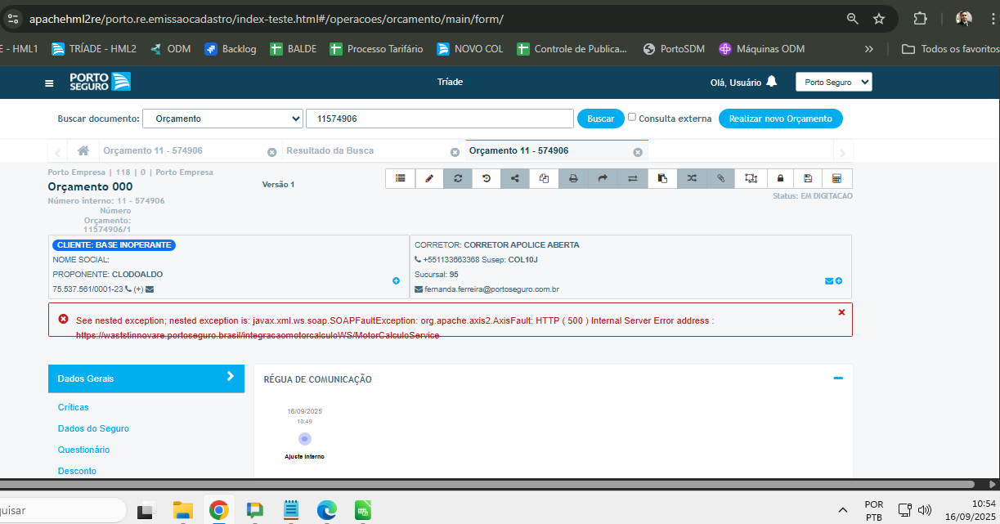 apachehml2re/porto.re.emissaocadastro/index-teste.html#/operacoes/orcamento/main/form/
E - HML1 TRÍADE - HML2 ODM Backlog BALDE Processo Tarifário NOVO COL Controle de Publica... PortoSDM Máquinas ODM » Todos os favoritos
PORTO
SEGURO
Tríade
Olá, Usuário
Porto Seguro
Buscar documento: Orçamento 11574906 Buscar Consulta externa Realizar novo Orçamento
Orçamento 11 - 574906 Resultado da Busca Orçamento 11 - 574906
Porto Empresa | 118 | 0 | Porto Empresa
Orçamento 000
Versão 1
Número interno: 11 - 574906
Status: EM DIGITACAO
Número
Orçamento:
11574906/1
CLIENTE: BASE INOPERANTE
NOME SOCIAL:
PROPONENTE: CLODOALDO
75.537.561/0001-23 (+)
CORRETOR: CORRETOR APOLICE ABERTA
+551133663368 Susep: COL10J
Sucursal: 95
fernanda.ferreira@portoseguro.com.br
See nested exception; nested exception is: javax.xml.ws.soap.SOAPFaultException: org.apache.axis2.AxisFault: HTTP ( 500 ) Internal Server Error address :
https://waststinnovare.portoseguro.brasil/integracaomotorcalculoWS/MotorCalculoService
Dados Gerais
Críticas
Dados do Seguro
Questionário
Desconto
RÉGUA DE COMUNICAÇÃO
16/09/2025
10:49
Ajuste Interno
uisar
POR
PTB
10:54
16/09/2025